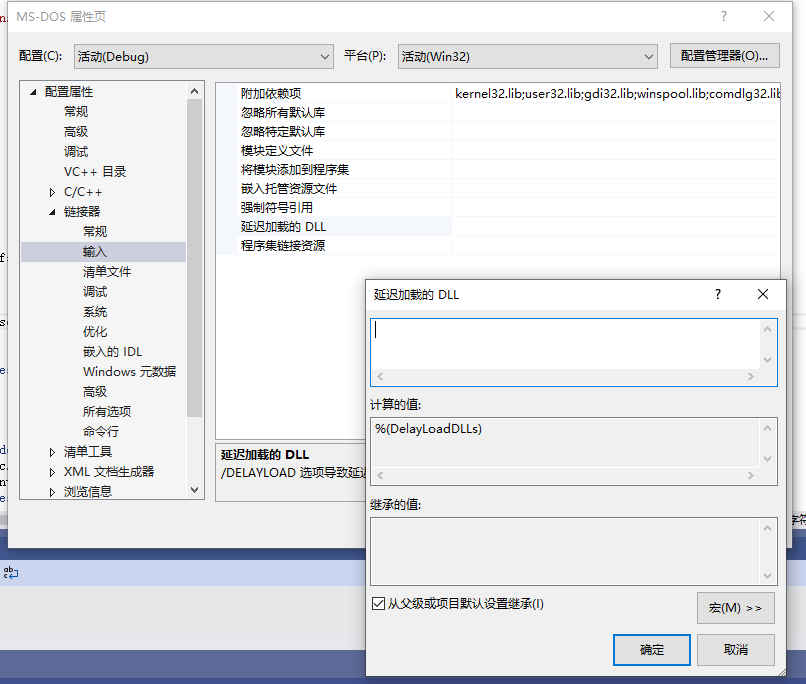 MS-DOS 属性页
配置(C):
活动(Debug)
平台(P):
活动(Win32)
配置管理器(O)...
配置属性
常规
高级
调试
VC++ 目录
C/C++
链接器
常规
输入
清单文件
调试
系统
优化
嵌入的 IDL
Windows 元数据
高级
所有选项
命令行
清单工具
XML 文档生成器
浏览信息
附加依赖项 kernel32.lib;user32.lib;gdi32.lib;winspool.lib;comdlg32.lib
忽略所有默认库
忽略特定默认库
模块定义文件
将模块添加到程序集
嵌入托管资源文件
强制符号引用
延迟加载的 DLL
程序集链接资源
延迟加载的 DLL
/DELAYLOAD 选项导致延迟
延迟加载的 DLL
计算的值:
%(DelayLoadDLLs)
继承的值:
从父级或项目默认设置继承(I)
宏(M) >>
确定
取消